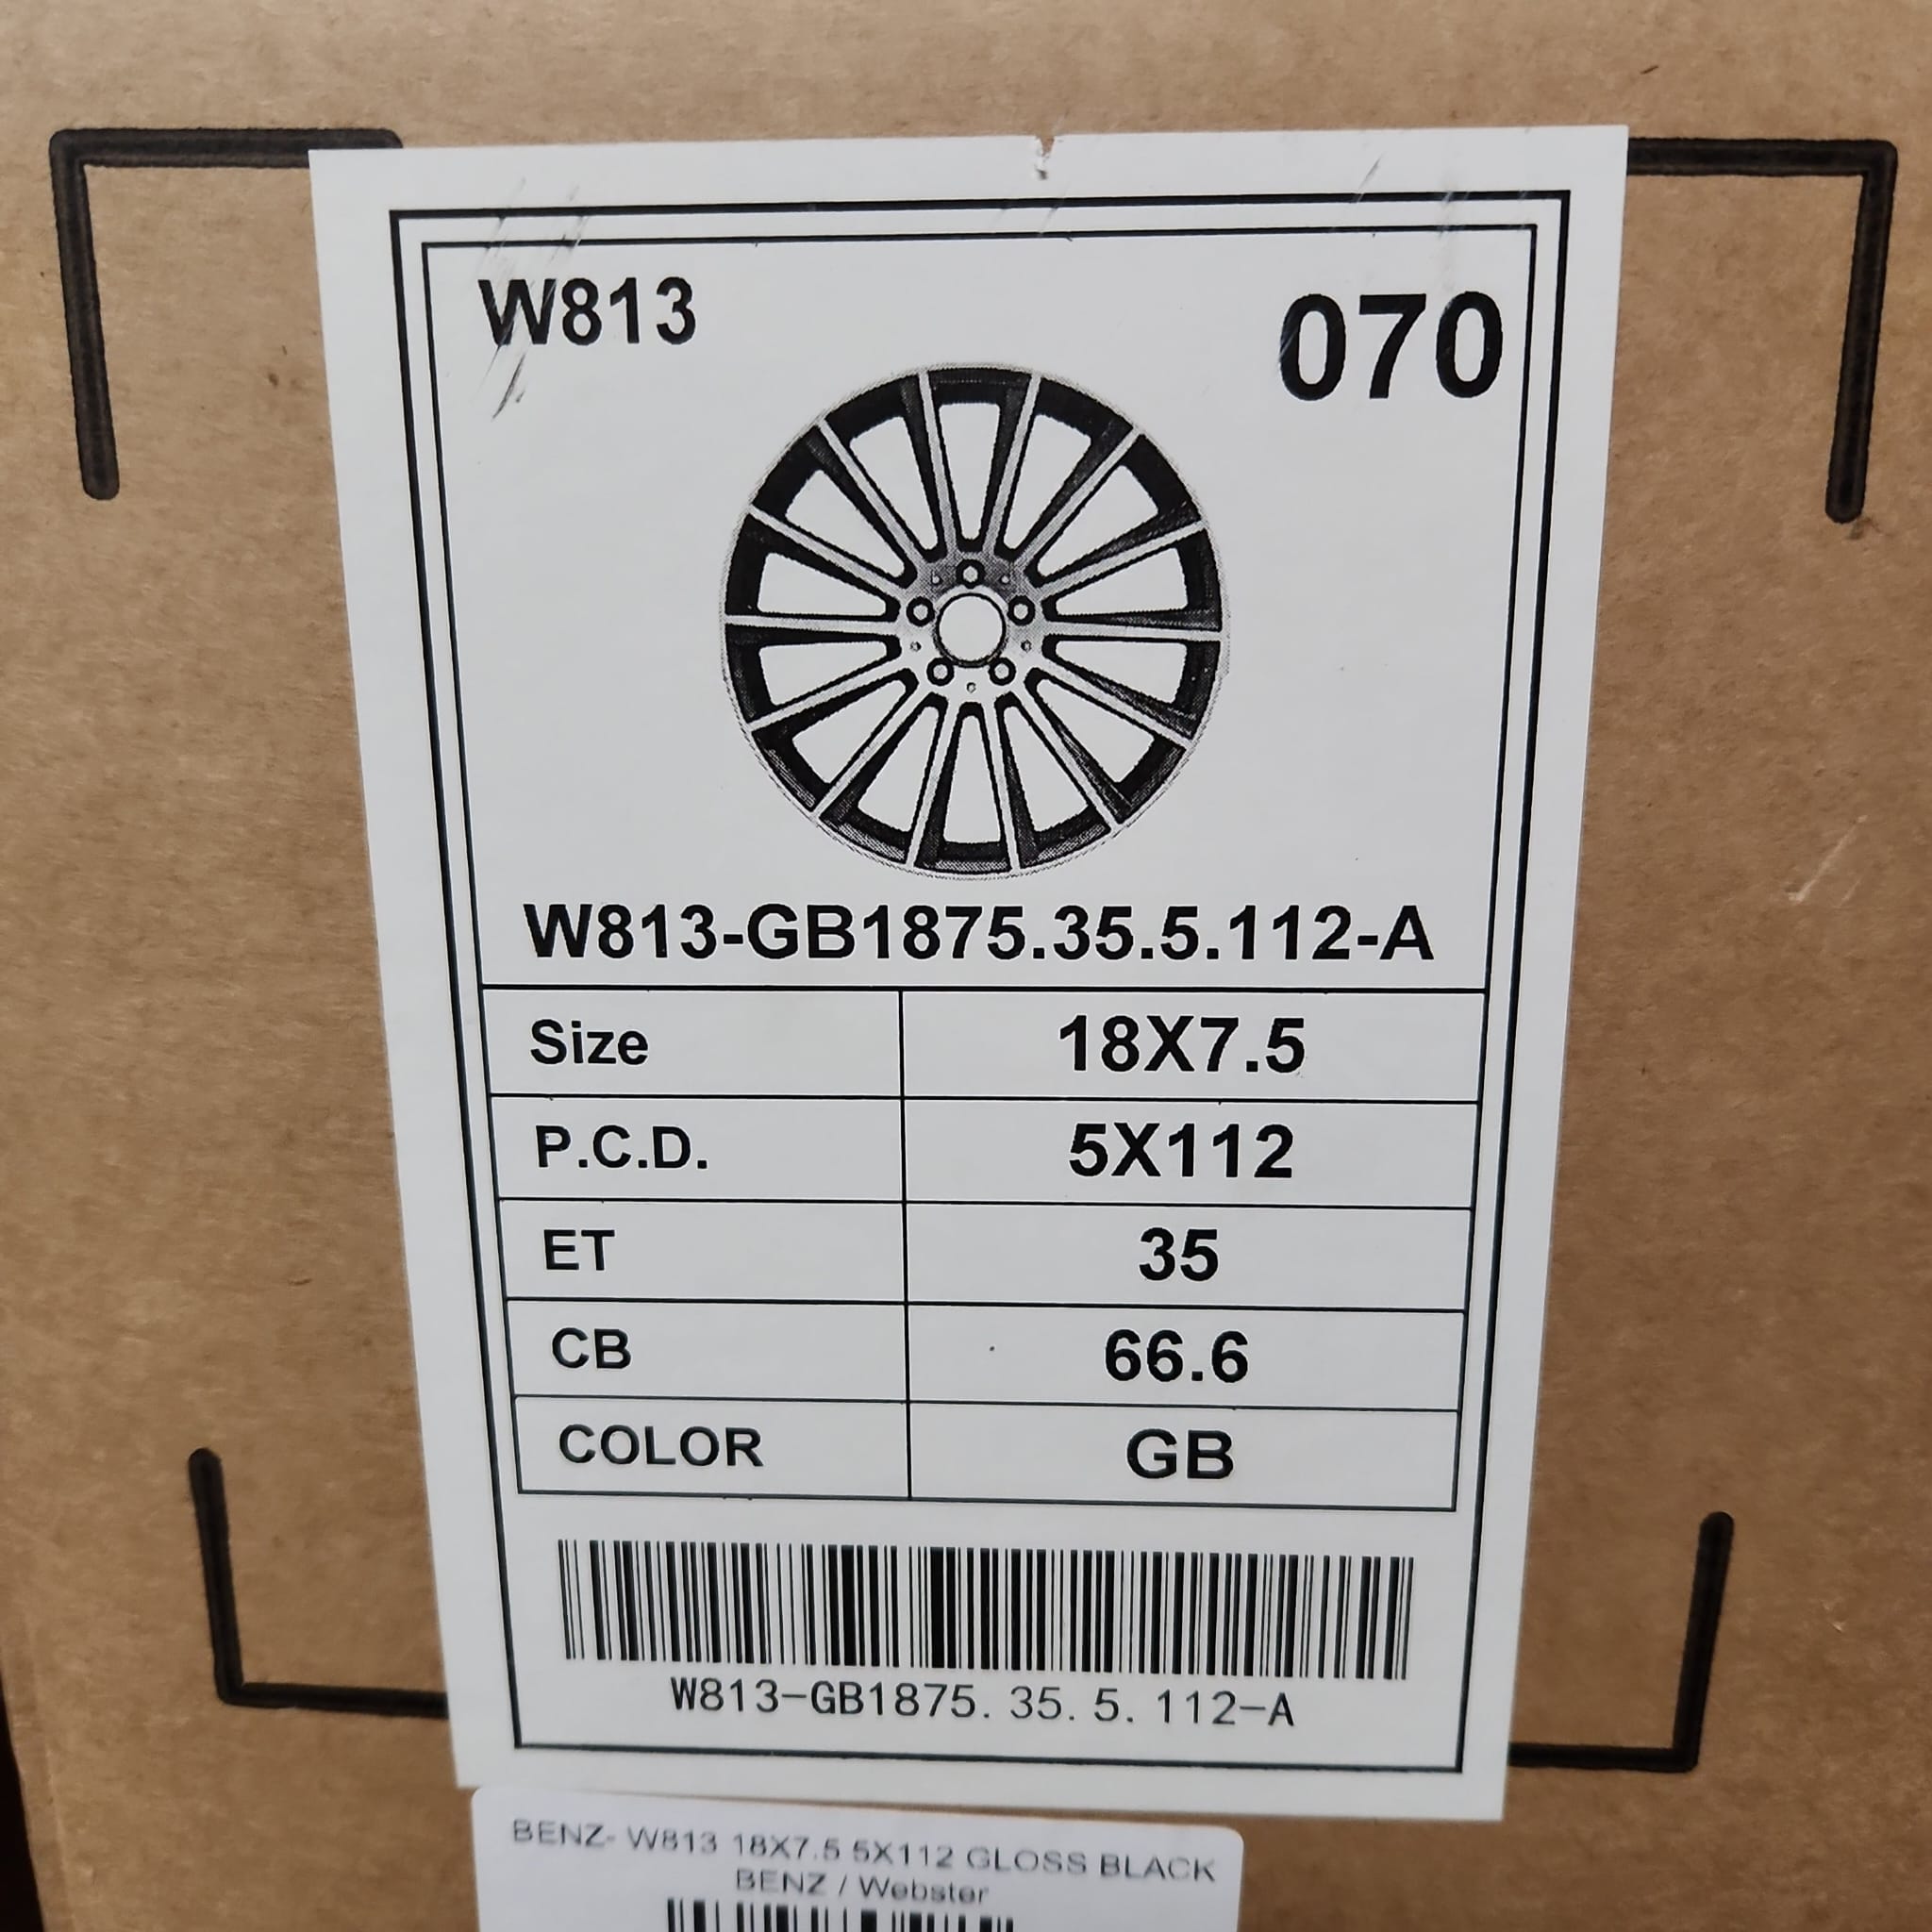 W813
070
W813-GB1875.35.5.112-A
Size 18X7.5
P.C.D. 5X112
ET 35
CB 66.6
COLOR GB
W813-GB1875.35.5.112-A
BENZ- W813 18X7.5 5X112 GLOSS BLACK
BENZ / Webster